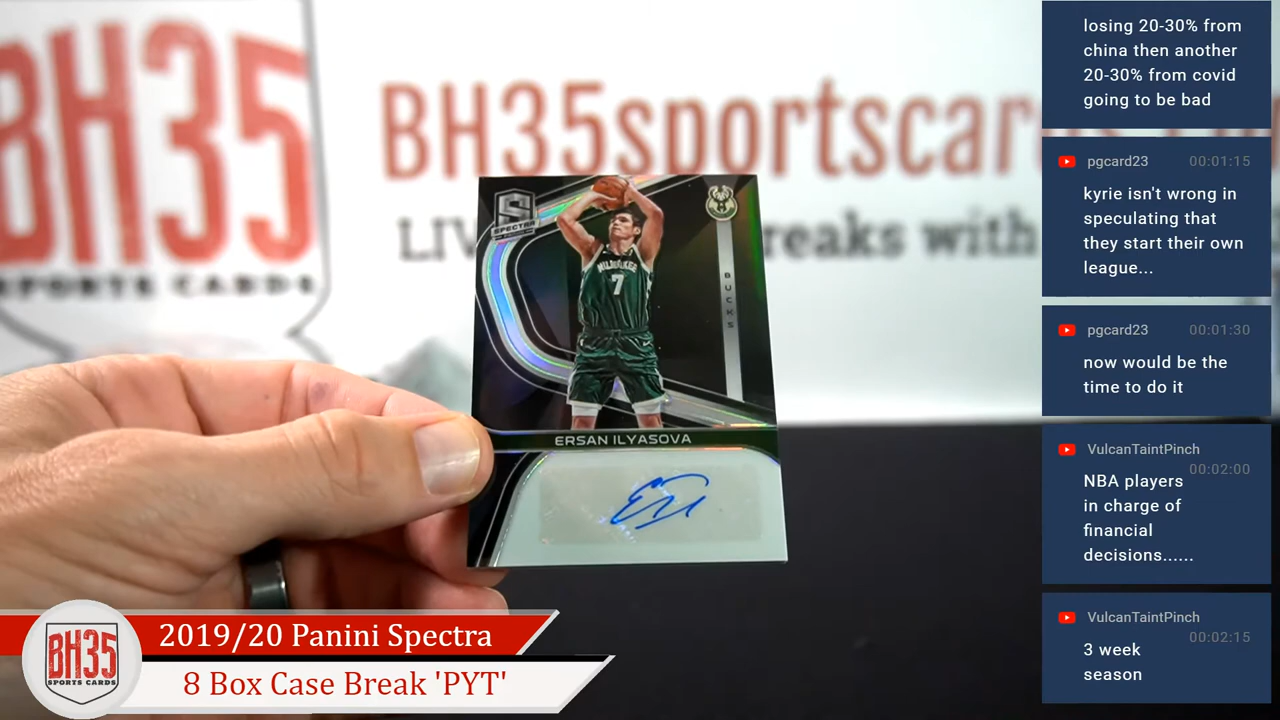 BH35
SPORTS CARDS
BH35sportscar
LIV reaks with
SPECTRA
BUCKS
MILWAUKEE
7
ERSAN ILYASOVA
2019/20 Panini Spectra
8 Box Case Break 'PYT'
BH35
SPORTS CARDS
losing 20-30% from
china then another
20-30% from covid
going to be bad
pgcard23 00:01:15
kyrie isn't wrong in
speculating that
they start their own
league...
pgcard23 00:01:30
now would be the
time to do it
VulcanTaintPinch
00:02:00
NBA players
in charge of
financial
decisions......
VulcanTaintPinch
00:02:15
3 week
season